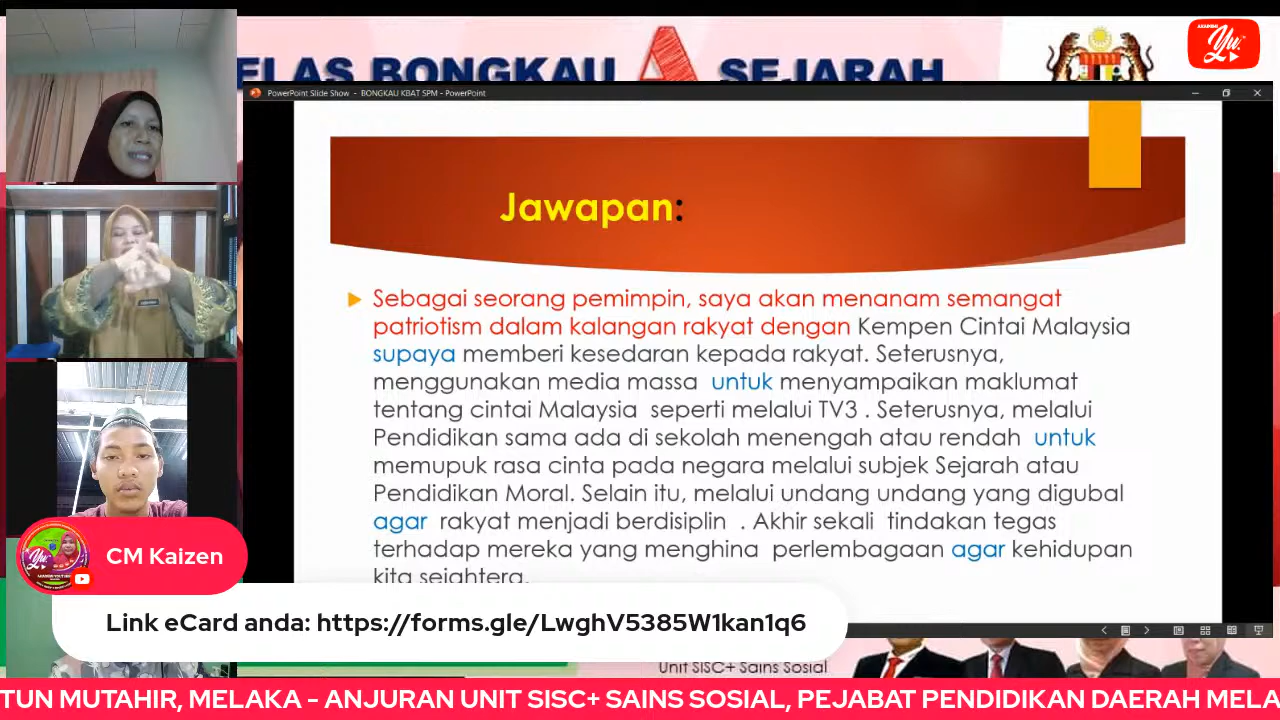 ELAS BONGKAU A SEJARAH
AKADEMI
Yu
PowerPoint Slide Show - BONGKAU KBAT SPM - PowerPoint
Jawapan:
Sebagai seorang pemimpin, saya akan menanam semangat
patriotism dalam kalangan rakyat dengan Kempen Cintai Malaysia
supaya memberi kesedaran kepada rakyat. Seterusnya,
menggunakan media massa untuk menyampaikan maklumat
tentang cintai Malaysia seperti melalui TV3 . Seterusnya, melalui
Pendidikan sama ada di sekolah menengah atau rendah untuk
memupuk rasa cinta pada negara melalui subjek Sejarah atau
Pendidikan Moral. Selain itu, melalui undang undang yang digubal
agar rakyat menjadi berdisiplin . Akhir sekali tindakan tegas
terhadap mereka yang menghina perlembagaan agar kehidupan
kita sejahtera.
CM Kaizen
Link eCard anda: https://forms.gle/LwghV5385W1kan1q6
Unit SISC+ Sains Sosial
TUN MUTAHIR, MELAKA - ANJURAN UNIT SISC+ SAINS SOSIAL, PEJABAT PENDIDIKAN DAERAH MELA